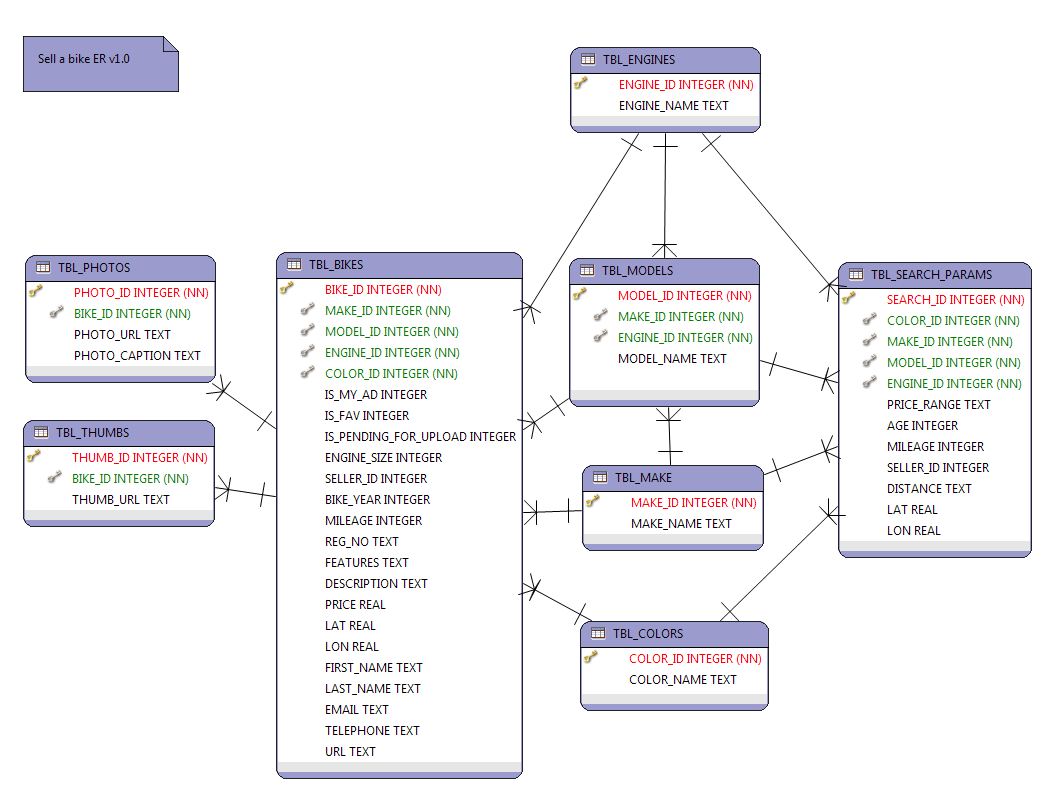 Sell a bike ER v1.0
TBL_ENGINES
ENGINE_ID INTEGER (NN)
ENGINE_NAME TEXT
TBL_PHOTOS
PHOTO_ID INTEGER (NN)
BIKE_ID INTEGER (NN)
PHOTO_URL TEXT
PHOTO_CAPTION TEXT
TBL_THUMBS
THUMB_ID INTEGER (NN)
BIKE_ID INTEGER (NN)
THUMB_URL TEXT
TBL_BIKES
BIKE_ID INTEGER (NN)
MAKE_ID INTEGER (NN)
MODEL_ID INTEGER (NN)
ENGINE_ID INTEGER (NN)
COLOR_ID INTEGER (NN)
IS_MY_AD INTEGER
IS_FAV INTEGER
IS_PENDING_FOR_UPLOAD INTEGER
ENGINE_SIZE INTEGER
SELLER_ID INTEGER
BIKE_YEAR INTEGER
MILEAGE INTEGER
REG_NO TEXT
FEATURES TEXT
DESCRIPTION TEXT
PRICE REAL
LAT REAL
LON REAL
FIRST_NAME TEXT
LAST_NAME TEXT
EMAIL TEXT
TELEPHONE TEXT
URL TEXT
TBL_MODELS
MODEL_ID INTEGER (NN)
MAKE_ID INTEGER (NN)
ENGINE_ID INTEGER (NN)
MODEL_NAME TEXT
TBL_MAKE
MAKE_ID INTEGER (NN)
MAKE_NAME TEXT
TBL_COLORS
COLOR_ID INTEGER (NN)
COLOR_NAME TEXT
TBL_SEARCH_PARAMS
SEARCH_ID INTEGER (NN)
COLOR_ID INTEGER (NN)
MAKE_ID INTEGER (NN)
MODEL_ID INTEGER (NN)
ENGINE_ID INTEGER (NN)
PRICE_RANGE TEXT
AGE INTEGER
MILEAGE INTEGER
SELLER_ID INTEGER
DISTANCE TEXT
LAT REAL
LON REAL